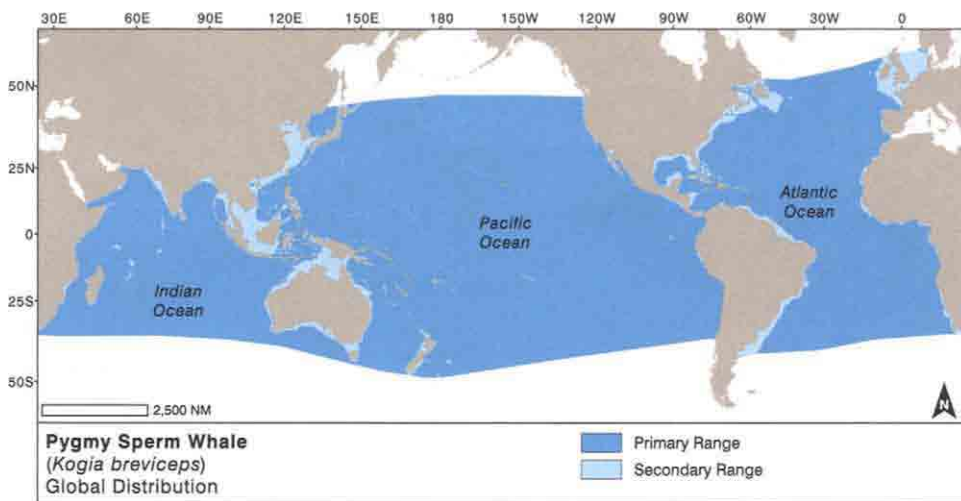 30E 60E 90E 120E 150E 180 150W 120W 90W 60W 30W 0
50N
25N
0
25S
50S
Atlantic
Ocean
Pacific
Ocean
Indian
Ocean
2,500 NM
N
Pygmy Sperm Whale
(Kogia breviceps)
Global Distribution
Primary Range
Secondary Range